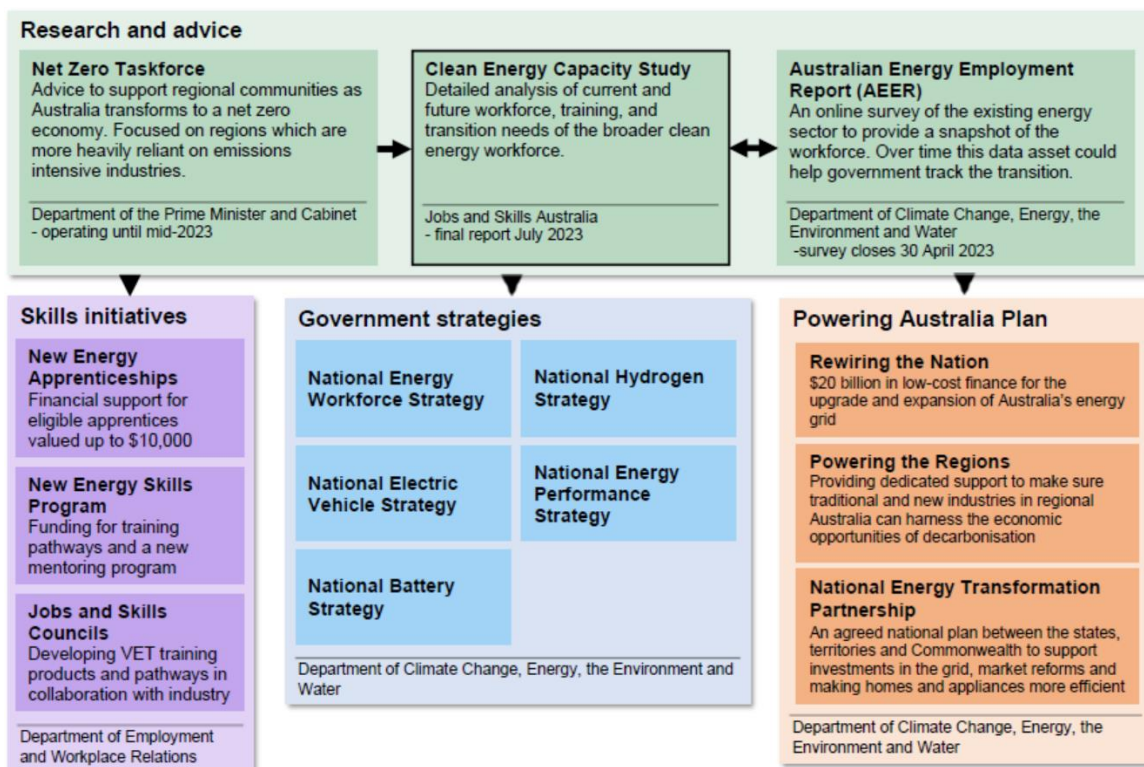 Research and advice
Net Zero Taskforce
Advice to support regional communities as
Australia transforms to a net zero
economy. Focused on regions which are
more heavily reliant on emissions
intensive industries.
Department of the Prime Minister and Cabinet
- operating until mid-2023
Clean Energy Capacity Study
Detailed analysis of current and
future workforce, training, and
transition needs of the broader clean
energy workforce.
Jobs and Skills Australia
- final report July 2023
Australian Energy Employment
Report (AEER)
An online survey of the existing energy
sector to provide a snapshot of the
workforce. Over time this data asset could
help government track the transition.
Department of Climate Change, Energy, the
Environment and Water
-survey closes 30 April 2023
Skills initiatives
New Energy
Apprenticeships
Financial support for
eligible apprentices
valued up to $10,000
New Energy Skills
Program
Funding for training
pathways and a new
mentoring program
Jobs and Skills
Councils
Developing VET training
products and pathways in
collaboration with industry
Department of Employment
and Workplace Relations
Government strategies
National Energy
Workforce Strategy
National Hydrogen
Strategy
National Electric
Vehicle Strategy
National Energy
Performance
Strategy
National Battery
Strategy
Department of Climate Change, Energy, the Environment and
Water
Powering Australia Plan
Rewiring the Nation
$20 billion in low-cost finance for the
upgrade and expansion of Australia's energy
grid
Powering the Regions
Providing dedicated support to make sure
traditional and new industries in regional
Australia can harness the economic
opportunities of decarbonisation
National Energy Transformation
Partnership
An agreed national plan between the states,
territories and Commonwealth to support
investments in the grid, market reforms and
making homes and appliances more efficient
Department of Climate Change, Energy, the
Environment and Water